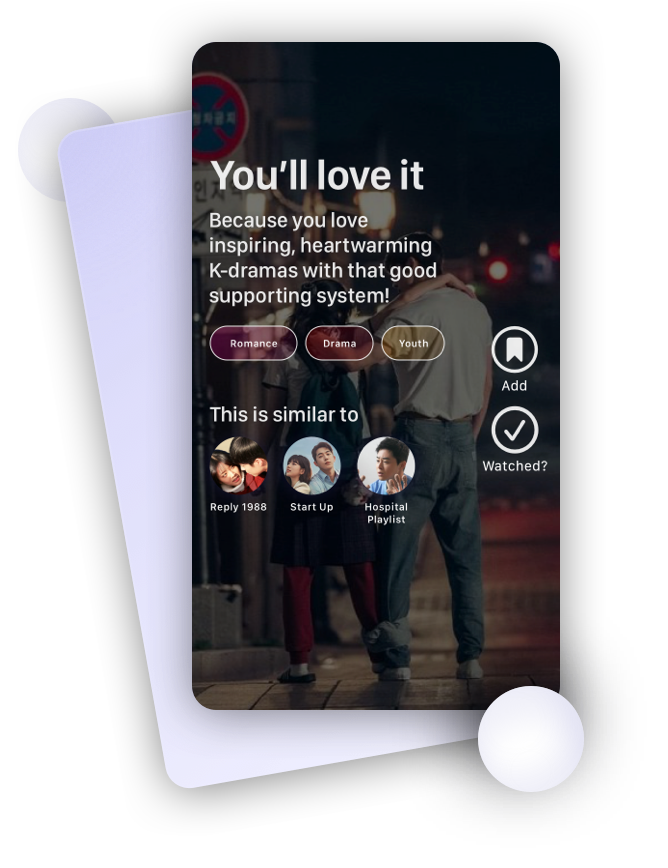 You’ll love it
Because you love
inspiring, heartwarming
K-dramas with that good
supporting system!
Romance
Drama
Youth
Add
This is similar to
Watched?
Reply 1988
Start Up
Hospital
Playlist